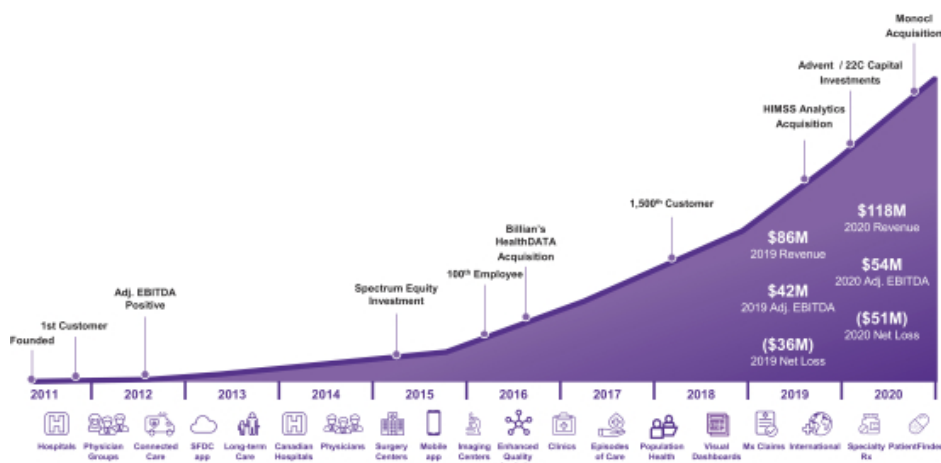 Monocl
Acquisition
Advent / 22C Capital
Investments
HIMSS Analytics
Acquisition
1,500th Customer
Billian's
HealthDATA
Acquisition
100th Employee
Spectrum Equity
Investment
Adj. EBITDA
Positive
1st Customer
Founded
$118M
2020 Revenue
$86M
2019 Revenue
$54M
2020 Adj. EBITDA
$42M
2019 Adj. EBITDA
($51M)
2020 Net Loss
($36M)
2019 Net Loss
2011 2012 2013 2014 2015 2016 2017 2018 2019 2020
Hospitals
Physician
Groups
Connected
Care
SFDC
app
Long-term
Care
Canadian
Hospitals
Physicians
Surgery
Centers
Mobile
app
Imaging
Centers
Enhanced
Quality
Clinics
Episodes
of Care
Population
Health
Visual
Dashboards
Mx Claims
International
Specialty
Rx
PatientFinder